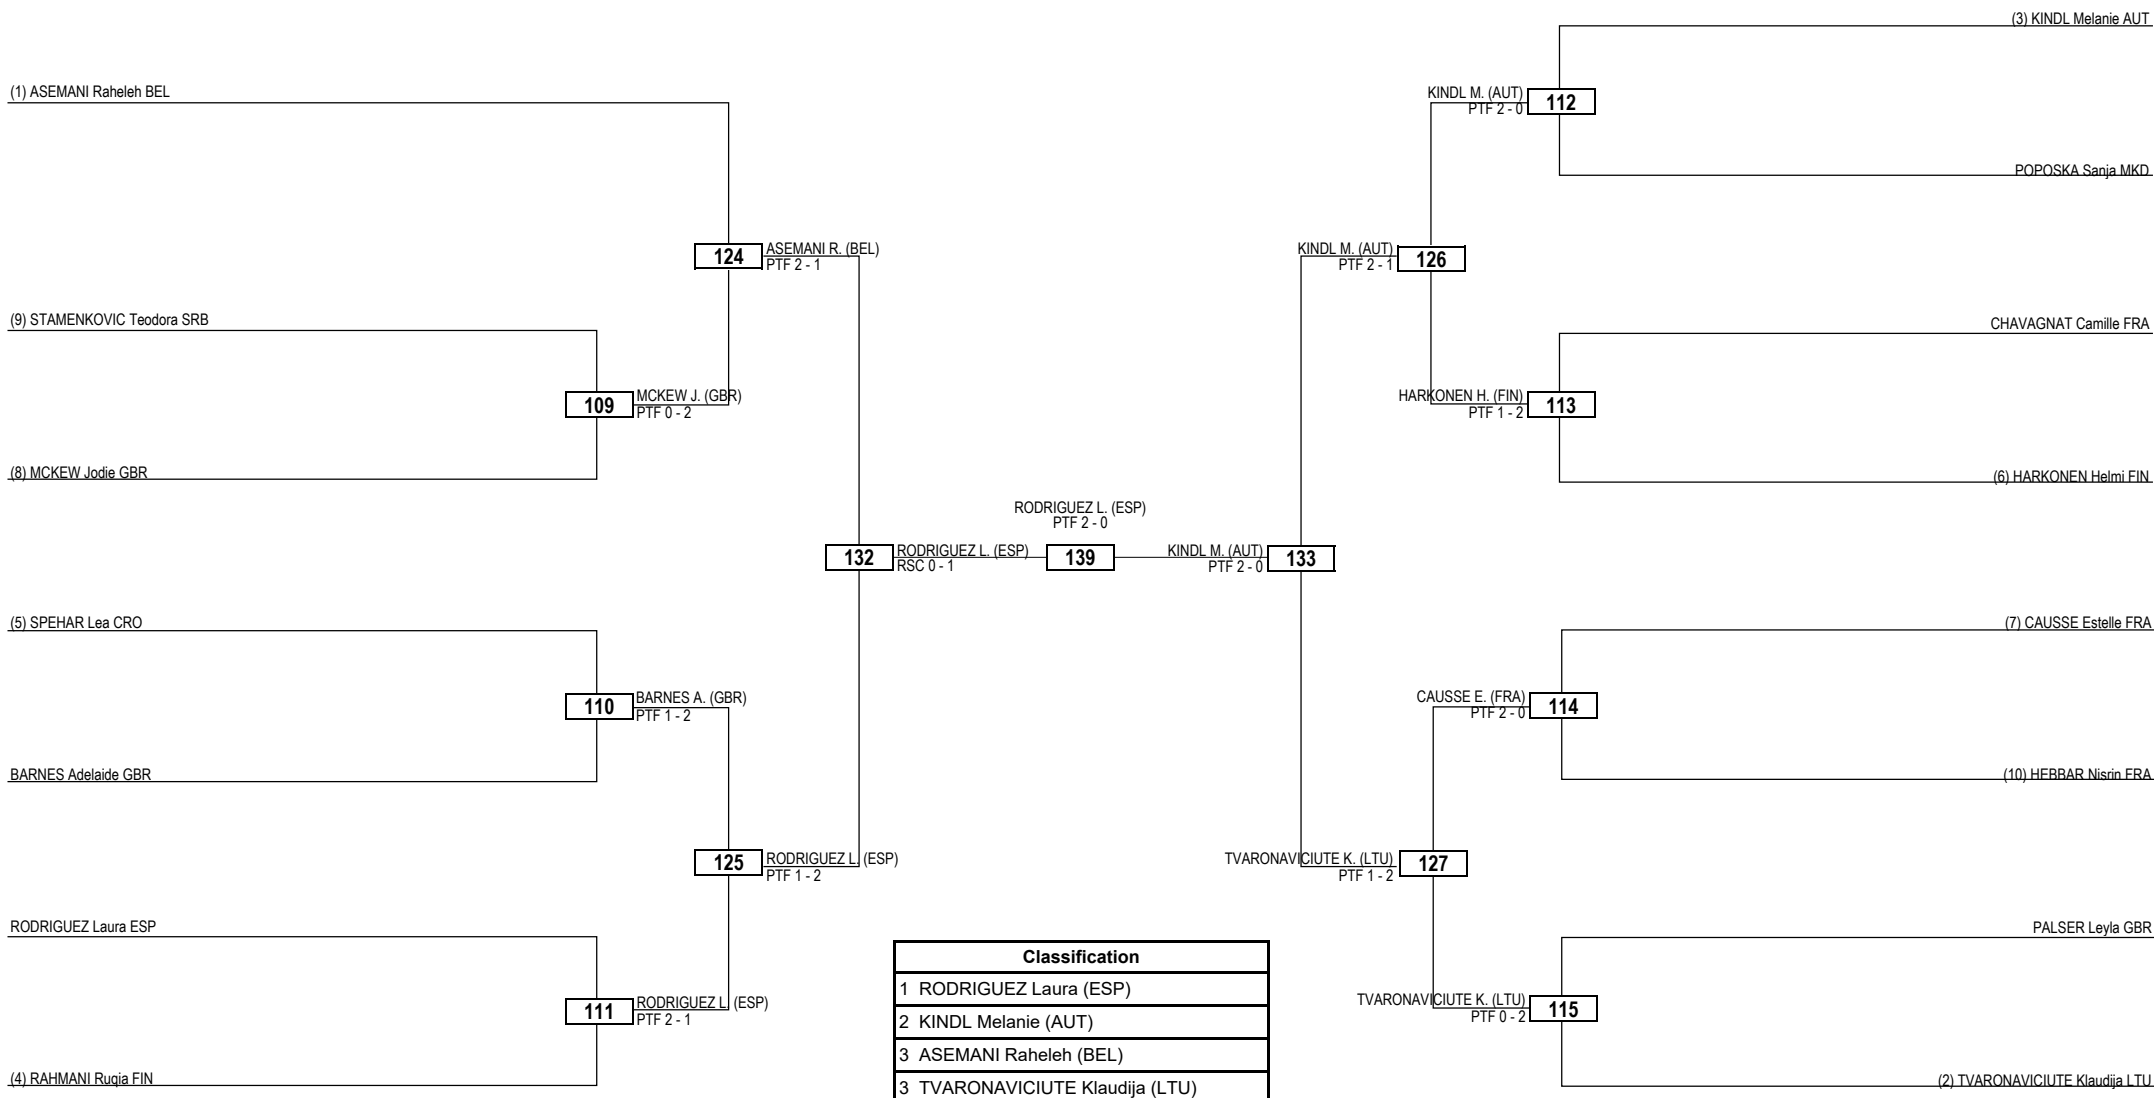 (3) KINDL Melanie AUT
(1) ASEMANI Raheleh BEL
KINDL M. (AUT)
PTF 2 - 0
112
POPOSKA Sanja MKD
124
ASEMANI R. (BEL)
PTF 2 - 1
KINDL M. (AUT)
PTF 2 - 1
126
(9) STAMENKOVIC Teodora SRB
CHAVAGNAT Camille FRA
109
MCKEW J. (GBR)
PTF 0 - 2
HARKONEN H. (FIN)
PTF 1 - 2
113
(8) MCKEW Jodie GBR
(6) HARKONEN Helmi FIN
RODRIGUEZ L. (ESP)
PTF 2 - 0
132
RODRIGUEZ L. (ESP)
RSC 0 - 1
139
KINDL M. (AUT)
PTF 2 - 0
133
(5) SPEHAR Lea CRO
(7) CAUSSE Estelle FRA
110
BARNES A. (GBR)
PTF 1 - 2
CAUSSE E. (FRA)
PTF 2 - 0
114
BARNES Adelaide GBR
(10) HEBBAR Nisrin FRA
125
RODRIGUEZ L. (ESP)
PTF 1 - 2
TVARONAVICIUTE K. (LTU)
PTF 1 - 2
127
RODRIGUEZ Laura ESP
PALSER Leyla GBR
111
RODRIGUEZ L. (ESP)
PTF 2 - 1
TVARONAVICIUTE K. (LTU)
PTF 0 - 2
115
(4) RAHMANI Ruqia FIN
(2) TVARONAVICIUTE Klaudija LTU
Classification
1 RODRIGUEZ Laura (ESP)
2 KINDL Melanie (AUT)
3 ASEMANI Raheleh (BEL)
3 TVARONAVICIUTE Klaudija (LTU)